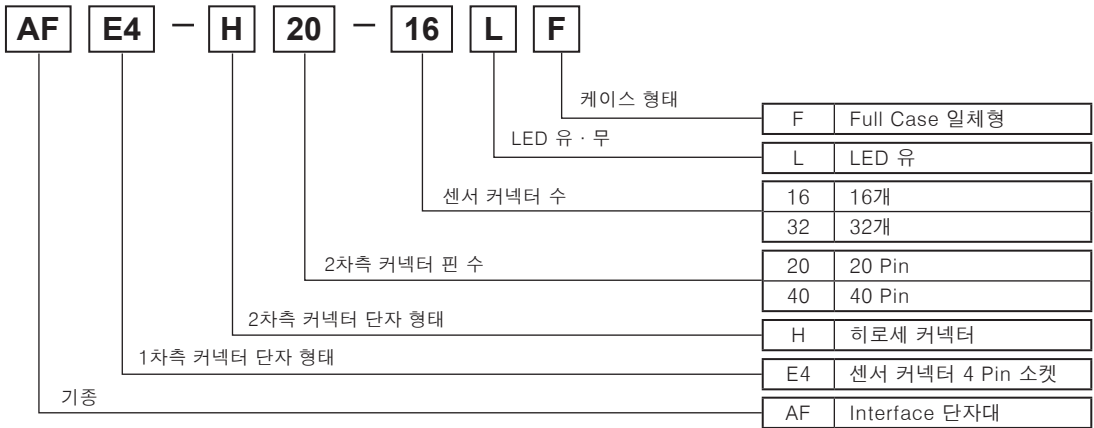 AF E4 - H 20 - 16 L F
케이스 형태
F Full Case 일체형
LED 유 · 무
L LED 유
센서 커넥터 수
16 16개
32 32개
2차측 커넥터 핀 수
20 20 Pin
40 40 Pin
2차측 커넥터 단자 형태
H 히로세 커넥터
1차측 커넥터 단자 형태
E4 센서 커넥터 4 Pin 소켓
기종
AF Interface 단자대